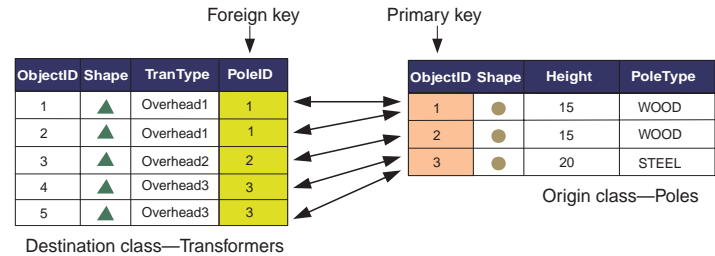 Foreign key
Primary key
ObjectID Shape TranType PoleID
1 Overhead1 1
2 Overhead1 1
3 Overhead2 2
4 Overhead3 3
5 Overhead3 3
Destination class—Transformers
ObjectID Shape Height PoleType
1 15 WOOD
2 15 WOOD
3 20 STEEL
Origin class—Poles